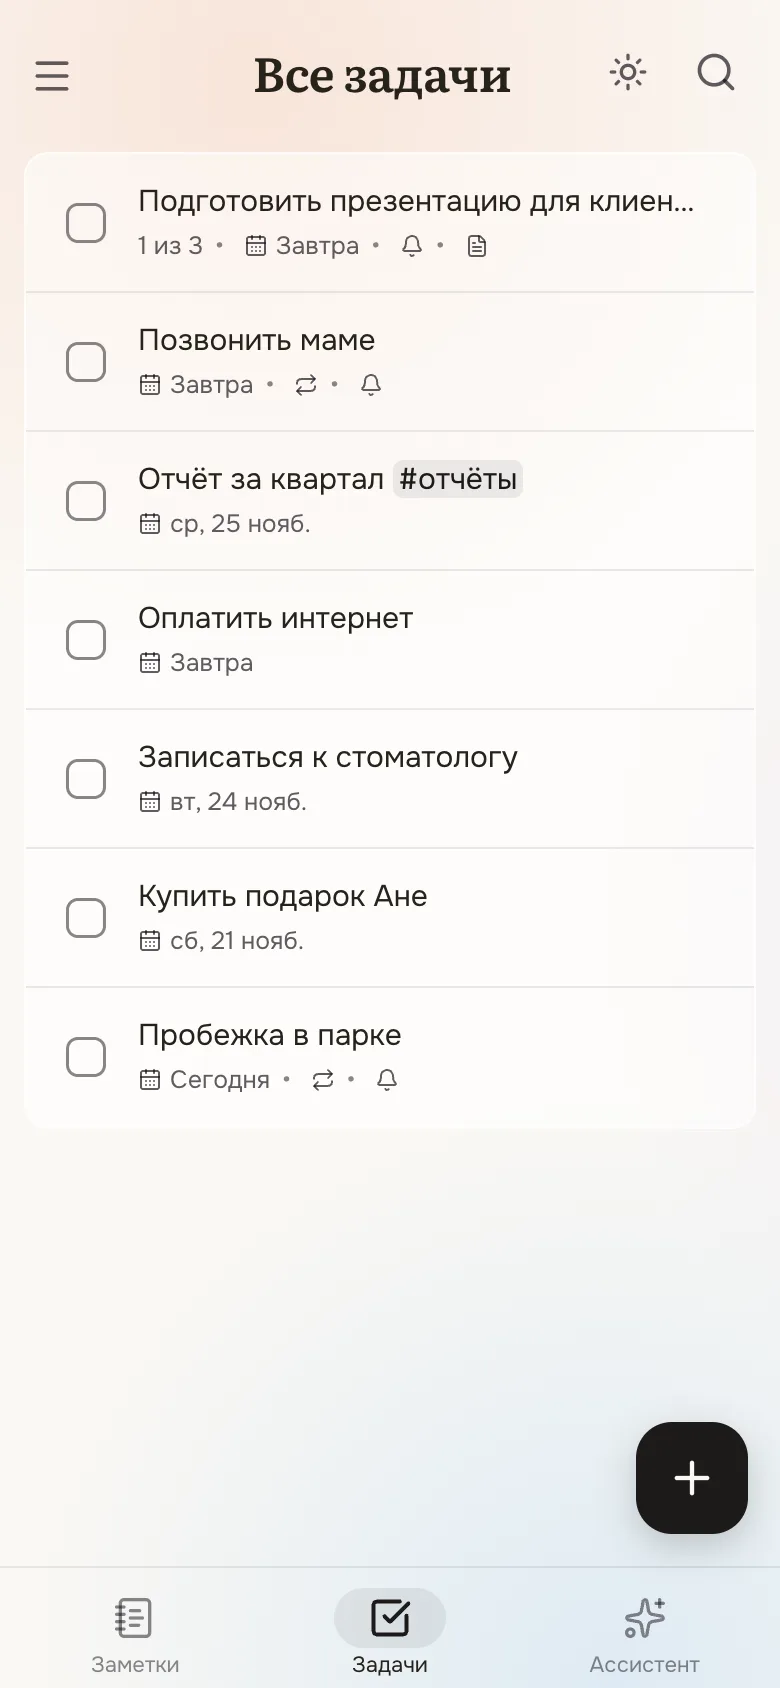 Все задачи
Подготовить презентацию для клиен...
1 из 3 • Завтра • •
Позвонить маме
Завтра • •
Отчёт за квартал #отчёты
ср, 25 нояб.
Оплатить интернет
Завтра
Записаться к стоматологу
вт, 24 нояб.
Купить подарок Ане
сб, 21 нояб.
Пробежка в парке
Сегодня • •
Заметки Задачи Ассистент